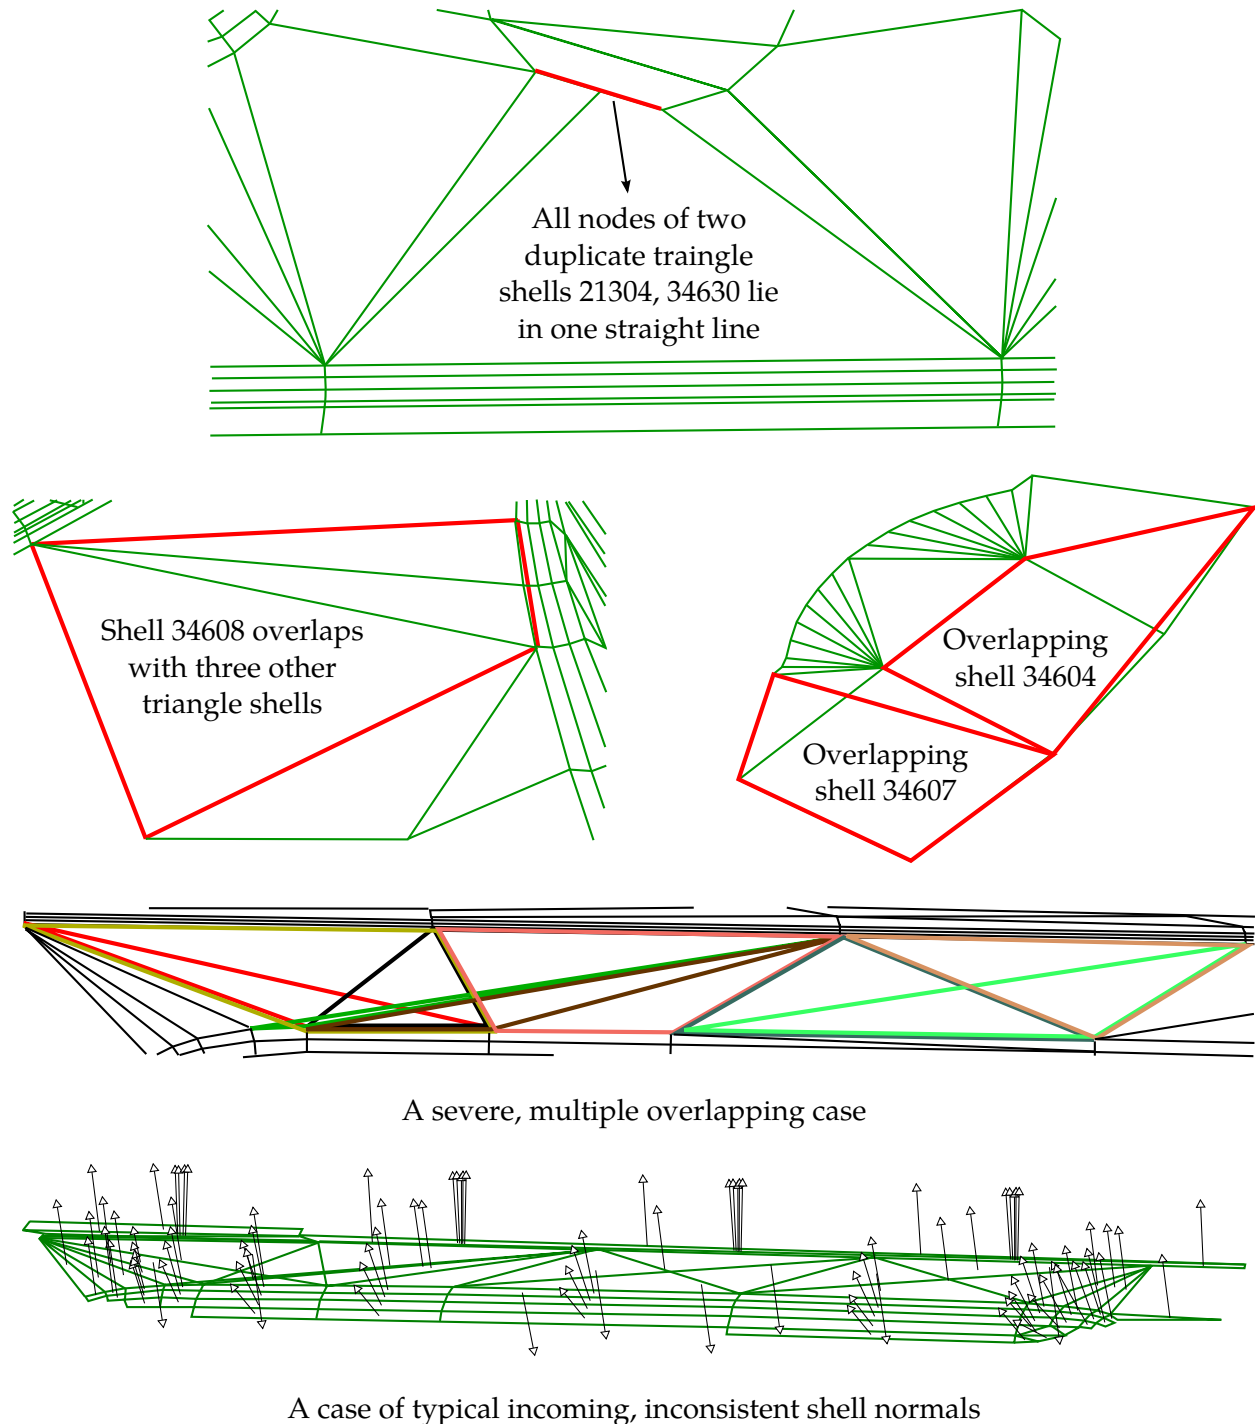 All nodes of two
duplicate traingle
shells 21304, 34630 lie
in one straight line
Shell 34608 overlaps
with three other
triangle shells
Overlapping
shell 34604
Overlapping
shell 34607
A severe, multiple overlapping case
A case of typical incoming, inconsistent shell normals